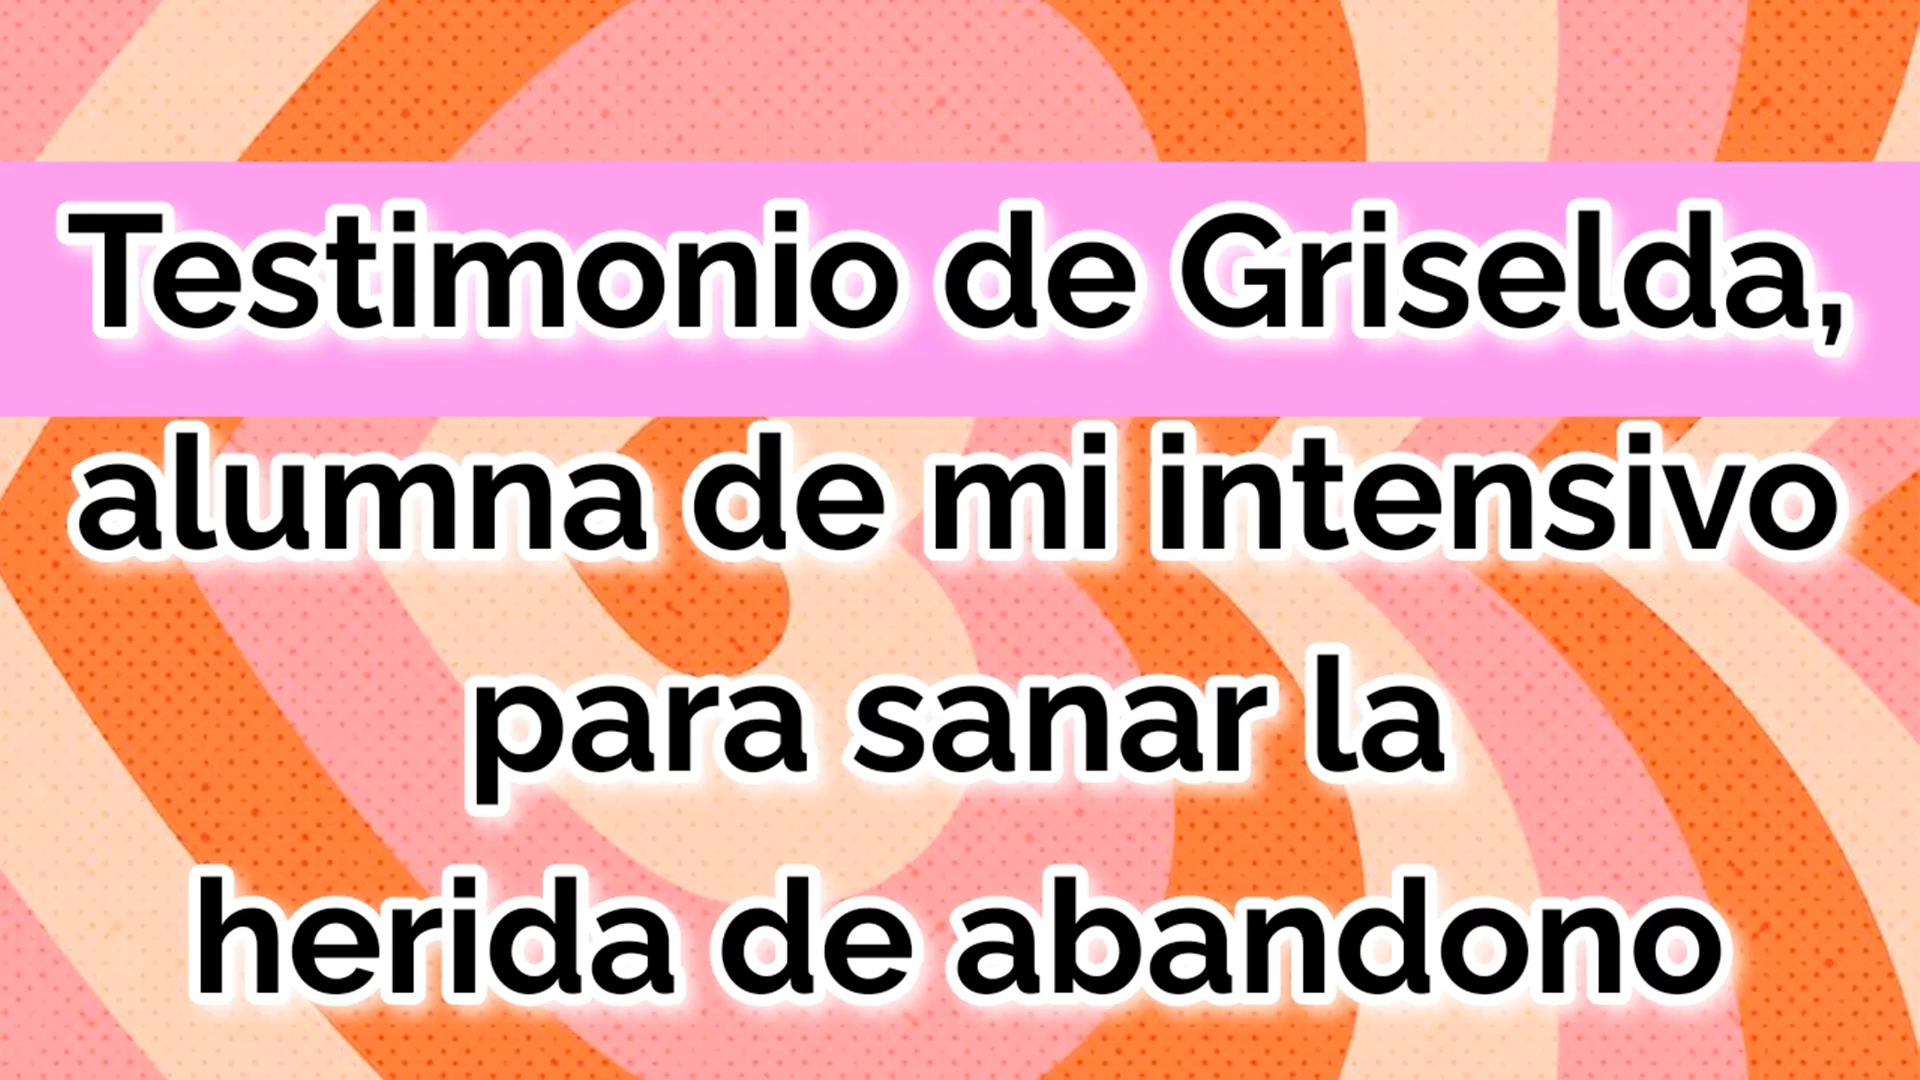 Testimonio de Griselda,
alumna de mi intensivo
para sanar la
herida de abandono